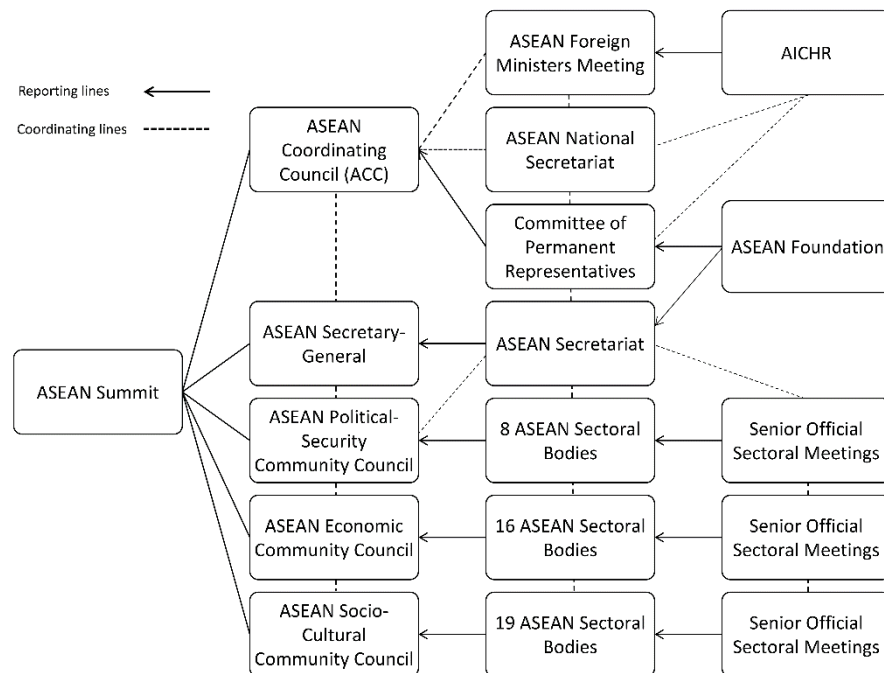 Reporting lines
Coordinating lines
ASEAN Foreign
Ministers Meeting
AICHR
ASEAN
Coordinating
Council (ACC)
ASEAN National
Secretariat
Committee of
Permanent
Representatives
ASEAN Foundation
ASEAN Secretary-
General
ASEAN Secretariat
ASEAN Summit
ASEAN Political-
Security
Community Council
8 ASEAN Sectoral
Bodies
Senior Official
Sectoral Meetings
ASEAN Economic
Community Council
16 ASEAN Sectoral
Bodies
Senior Official
Sectoral Meetings
ASEAN Socio-
Cultural
Community Council
19 ASEAN Sectoral
Bodies
Senior Official
Sectoral Meetings